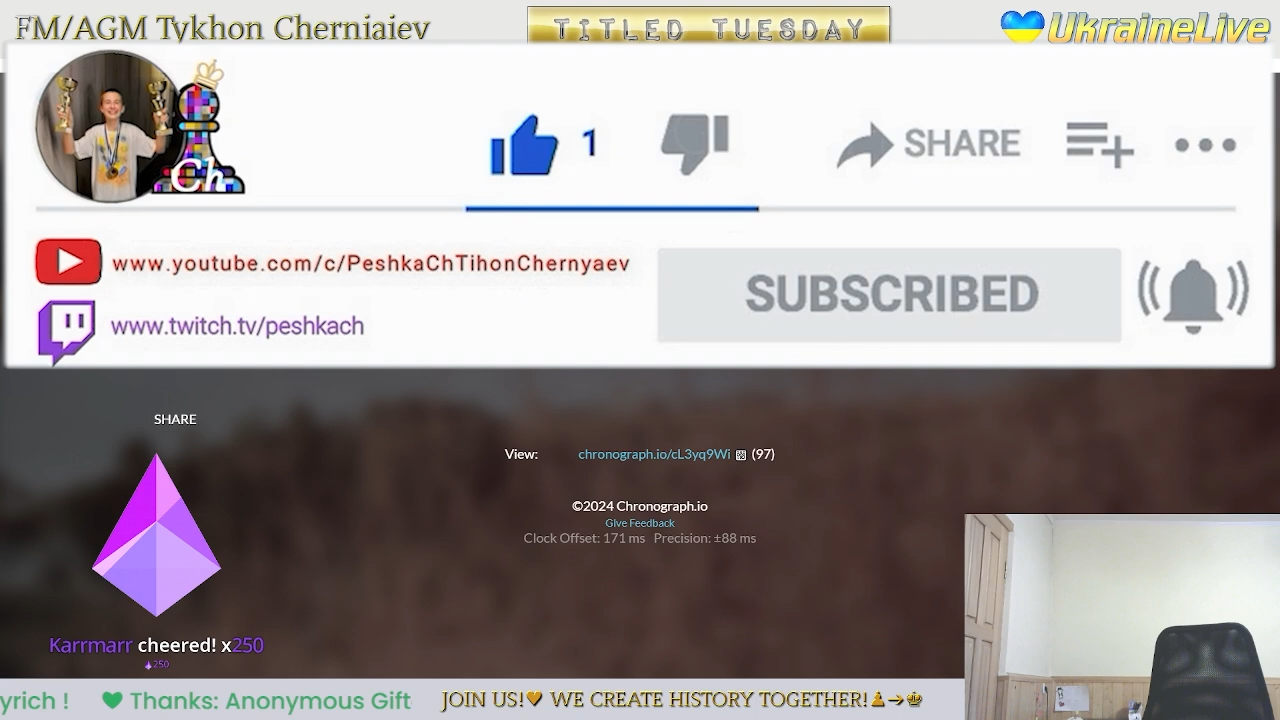 FM/AGM Tykhon Cherniaiev
TITLED TUESDAY
UkraineLive
Ch
1
SHARE
www.youtube.com/c/PeshkaChTihonChernyaev
SUBSCRIBED
www.twitch.tv/peshkach
SHARE
View: chronograph.io/cL3yq9Wi (97)
©2024 Chronograph.io
Give Feedback
Clock Offset: 171 ms Precision: ±88 ms
Karrmarr cheered! x250
250
yrich ! 💚 Thanks: Anonymous Gift
JOIN US!🧡 WE CREATE HISTORY TOGETHER!♟→♚